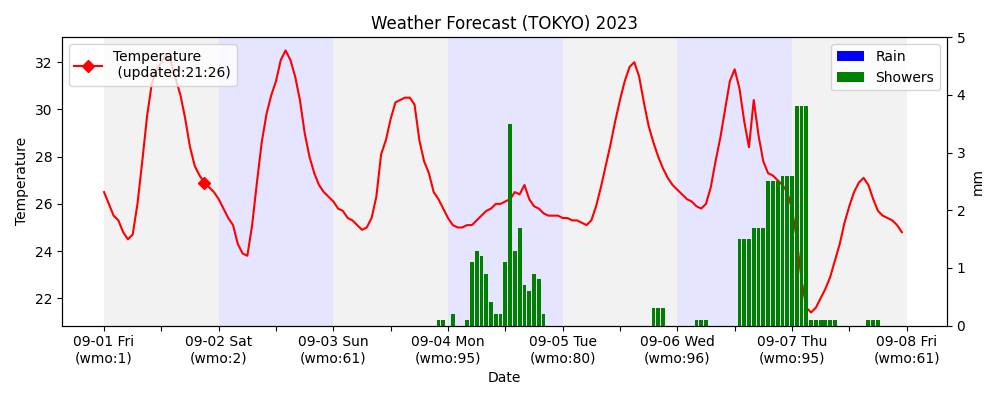 Weather Forecast (TOKYO) 2023
Temperature
(updated:21:26)
Rain
Showers
Temperature
32
30
28
26
24
22
5
4
3
2
1
0
mm
09-01 Fri
(wmo:1)
09-02 Sat
(wmo:2)
09-03 Sun
(wmo:61)
09-04 Mon
(wmo:95)
09-05 Tue
(wmo:80)
09-06 Wed
(wmo:96)
09-07 Thu
(wmo:95)
09-08 Fri
(wmo:61)
Date